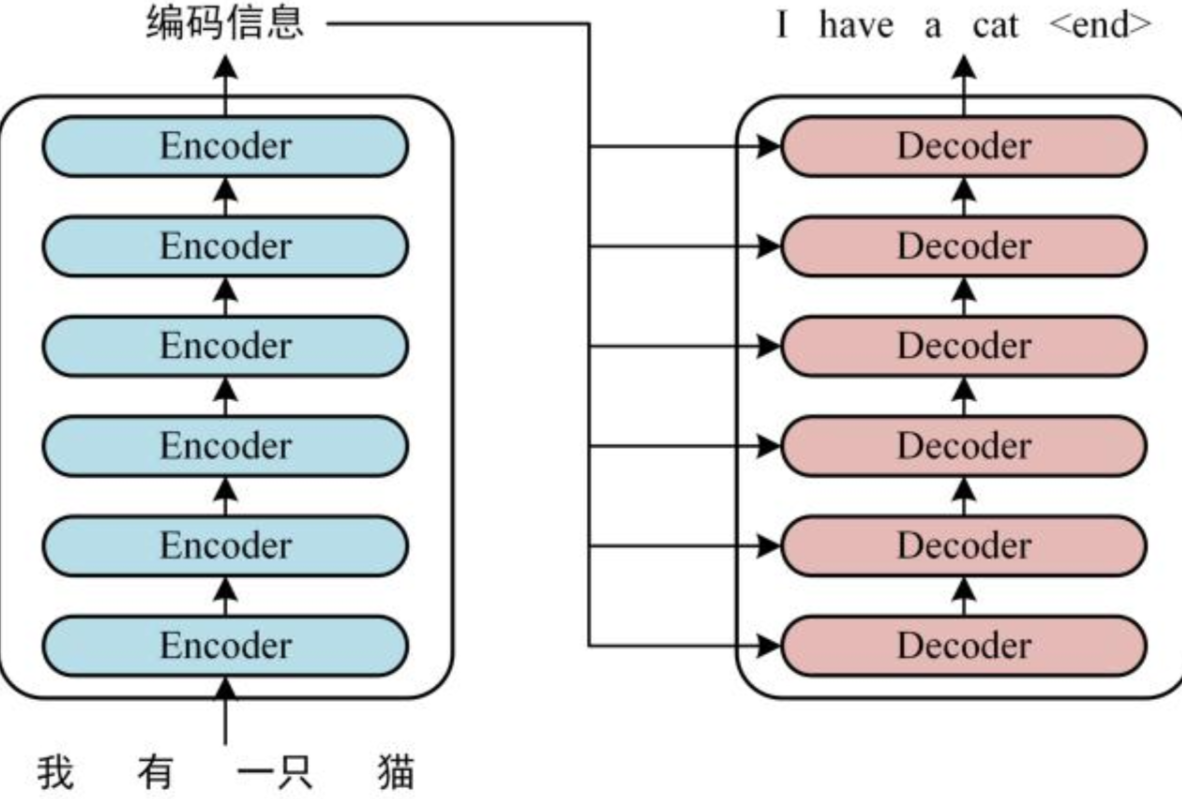 编码信息
I have a cat <end>
Encoder
Decoder
Encoder
Decoder
Encoder
Decoder
Encoder
Decoder
Encoder
Decoder
Encoder
Decoder
我 有 一只 猫